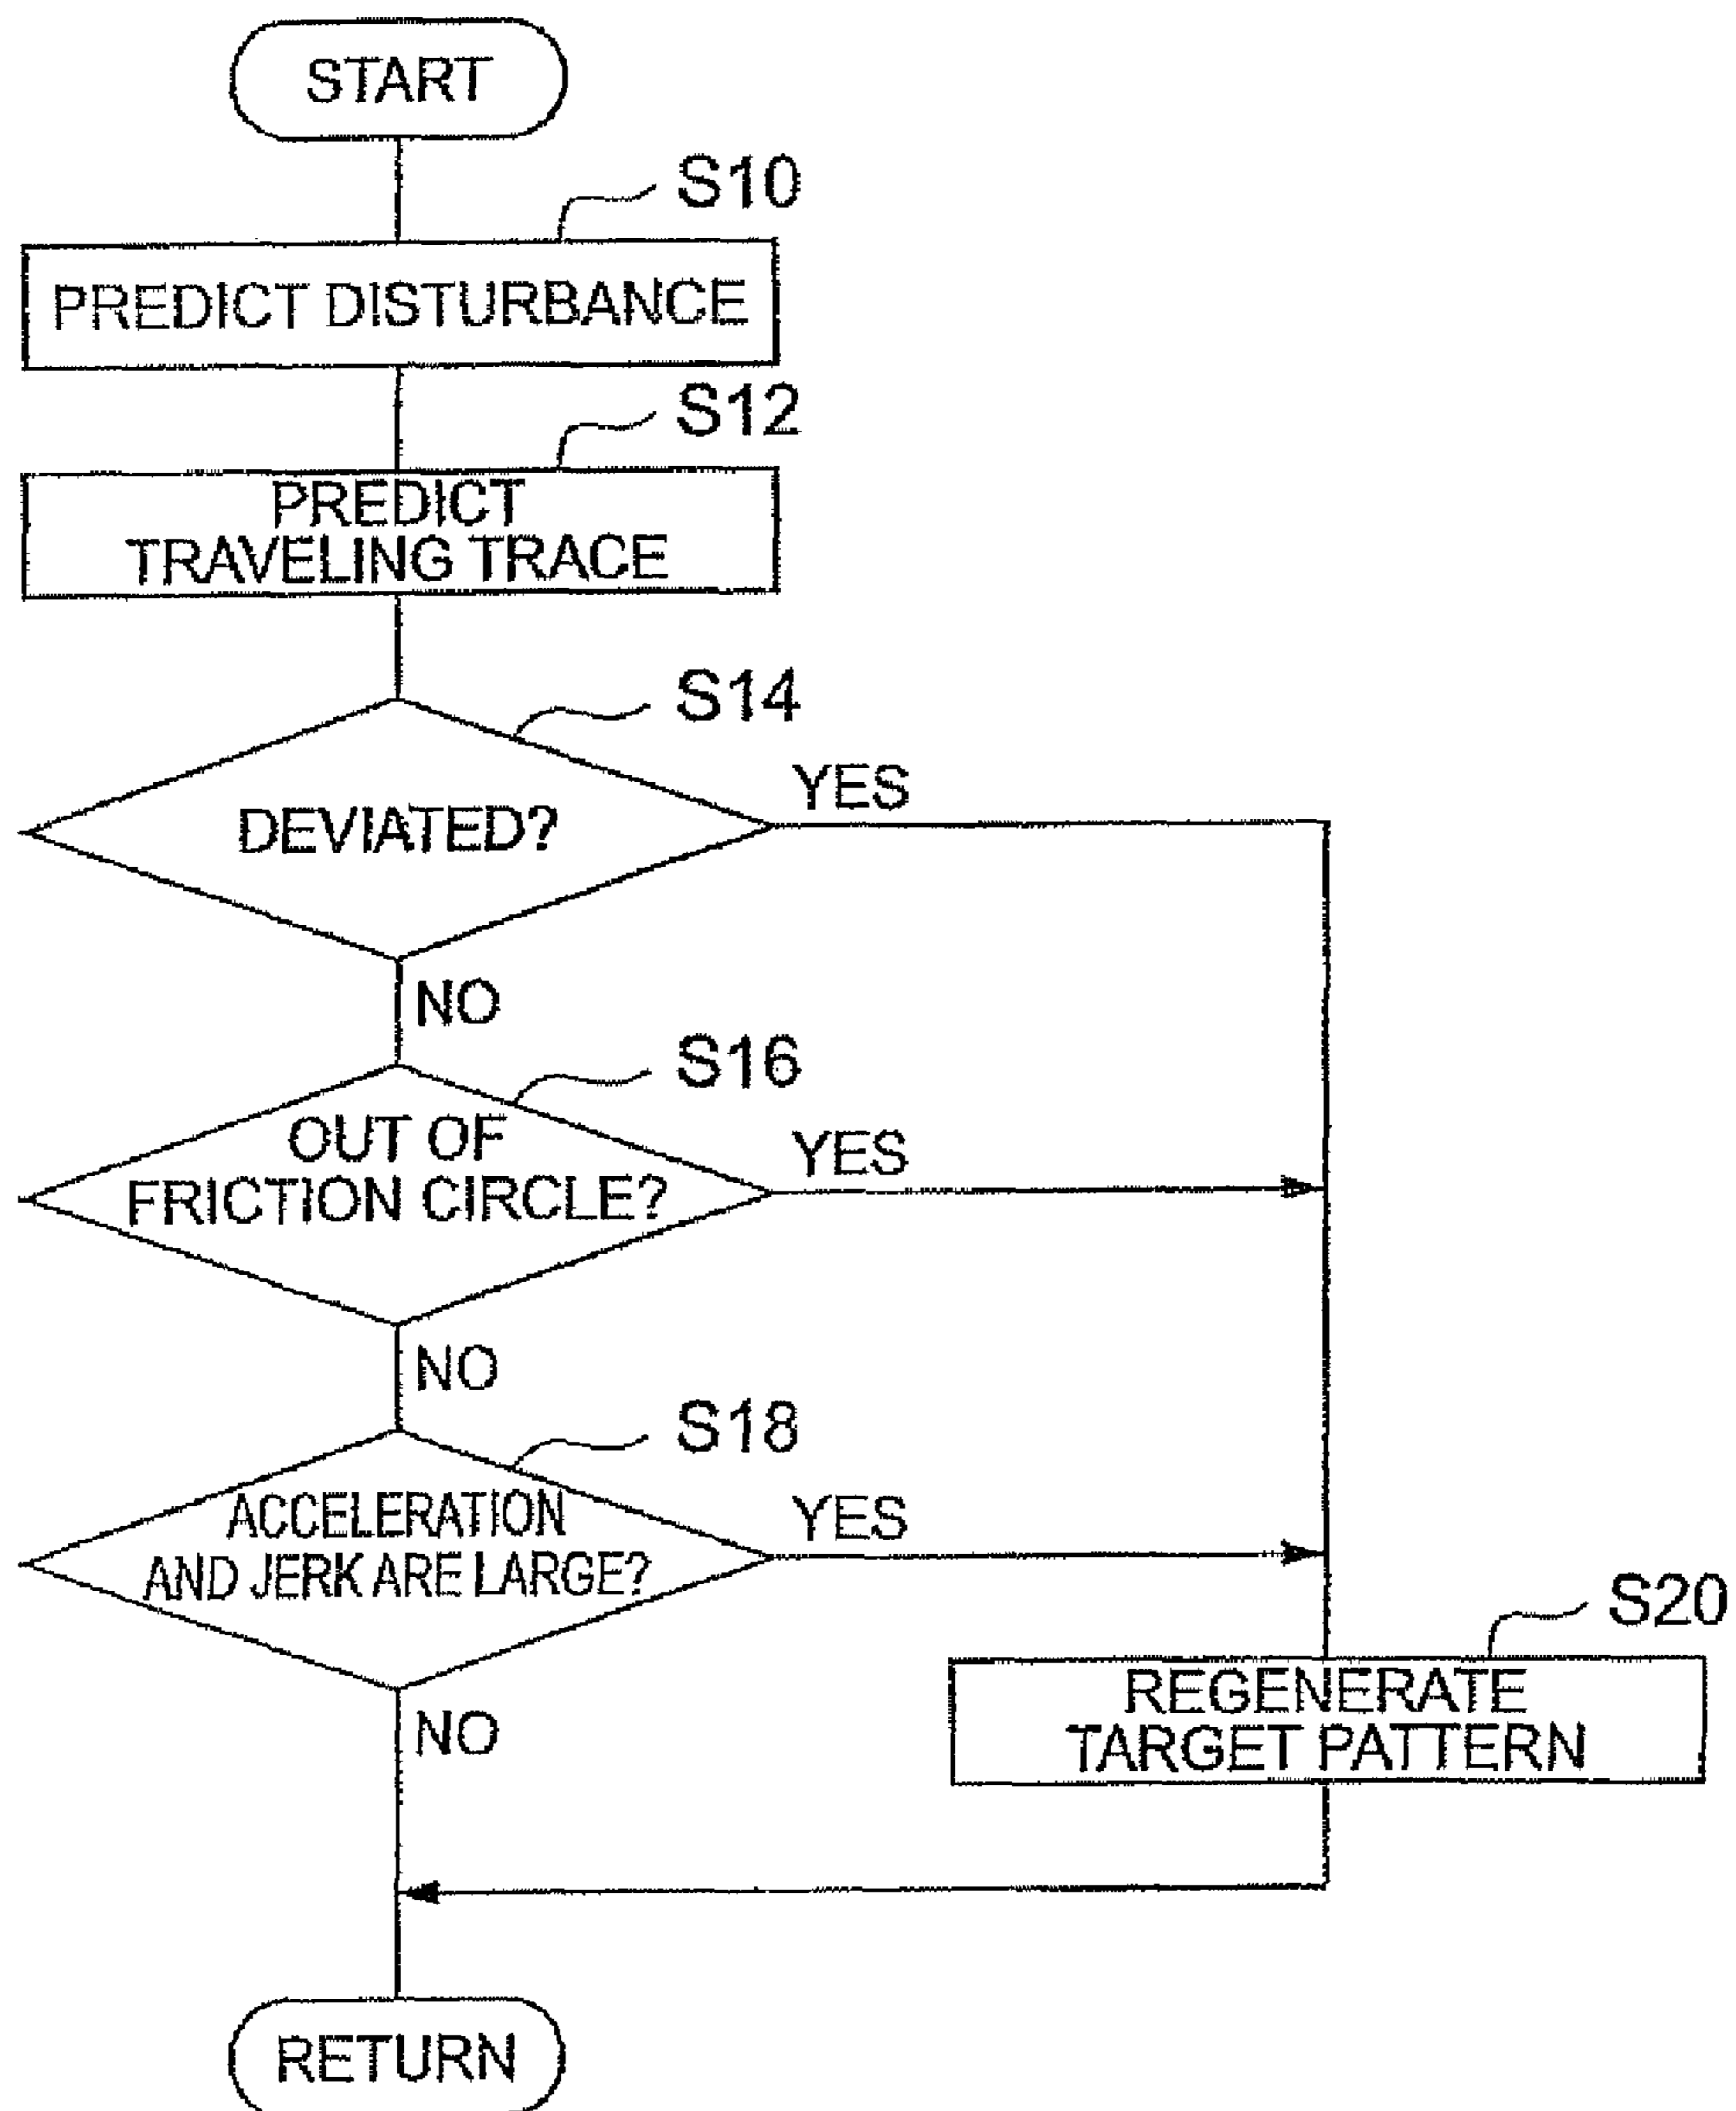 START
S10
PREDICT DISTURBANCE
S12
PREDICT
TRAVELING TRACE
S14
DEVIATED?
YES
NO
S16
OUT OF
FRICTION CIRCLE?
YES
NO
S18
ACCELERATION
AND JERK ARE LARGE?
YES
NO
S20
REGENERATE
TARGET PATTERN
RETURN